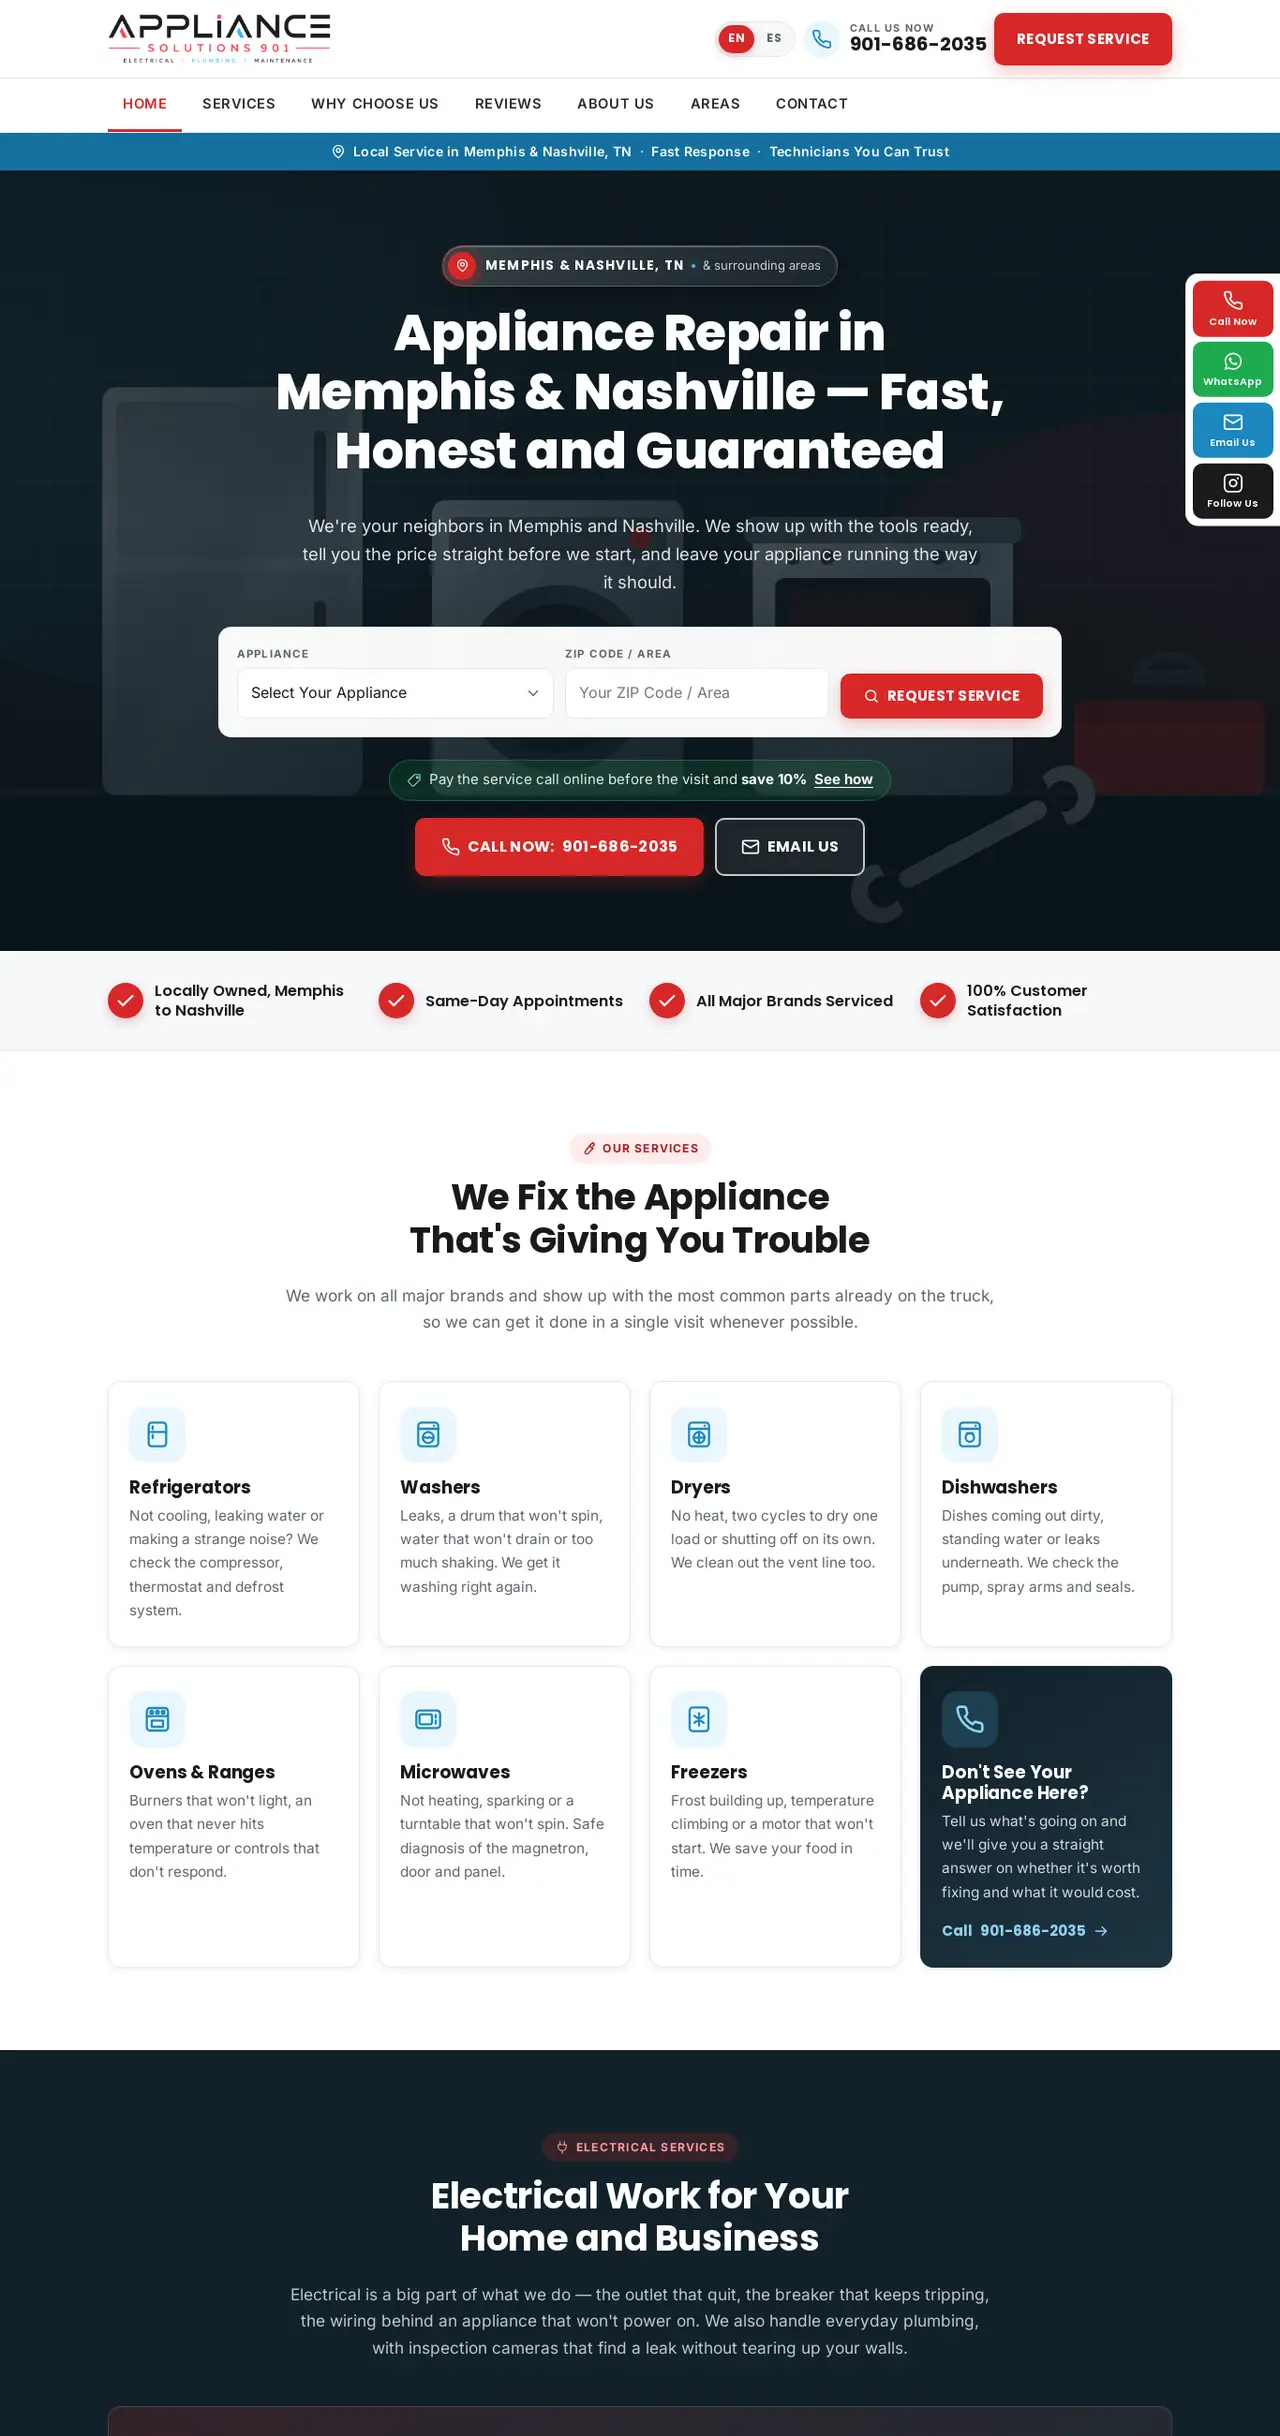 APPLiANCE
SOLUTIONS 901
ELECTRICAL | PLUMBING | MAINTENANCE
EN ES
CALL US NOW
901-686-2035
REQUEST SERVICE
HOME SERVICES WHY CHOOSE US REVIEWS ABOUT US AREAS CONTACT
Local Service in Memphis & Nashville, TN · Fast Response · Technicians You Can Trust
MEMPHIS & NASHVILLE, TN • & surrounding areas
Appliance Repair in
Memphis & Nashville — Fast,
Honest and Guaranteed
We're your neighbors in Memphis and Nashville. We show up with the tools ready,
tell you the price straight before we start, and leave your appliance running the way
it should.
Call Now
WhatsApp
Email Us
Follow Us
APPLIANCE
Select Your Appliance
ZIP CODE / AREA
Your ZIP Code / Area
REQUEST SERVICE
Pay the service call online before the visit and save 10% See how
CALL NOW: 901-686-2035
EMAIL US
Locally Owned, Memphis
to Nashville
Same-Day Appointments
All Major Brands Serviced
100% Customer
Satisfaction
OUR SERVICES
We Fix the Appliance
That's Giving You Trouble
We work on all major brands and show up with the most common parts already on the truck,
so we can get it done in a single visit whenever possible.
Refrigerators
Not cooling, leaking water or
making a strange noise? We
check the compressor,
thermostat and defrost
system.
Washers
Leaks, a drum that won't spin,
water that won't drain or too
much shaking. We get it
washing right again.
Dryers
No heat, two cycles to dry one
load or shutting off on its own.
We clean out the vent line too.
Dishwashers
Dishes coming out dirty,
standing water or leaks
underneath. We check the
pump, spray arms and seals.
Ovens & Ranges
Burners that won't light, an
oven that never hits
temperature or controls that
don't respond.
Microwaves
Not heating, sparking or a
turntable that won't spin. Safe
diagnosis of the magnetron,
door and panel.
Freezers
Frost building up, temperature
climbing or a motor that won't
start. We save your food in
time.
Don't See Your
Appliance Here?
Tell us what's going on and
we'll give you a straight
answer on whether it's worth
fixing and what it would cost.
Call 901-686-2035 →
ELECTRICAL SERVICES
Electrical Work for Your
Home and Business
Electrical is a big part of what we do — the outlet that quit, the breaker that keeps tripping,
the wiring behind an appliance that won't power on. We also handle everyday plumbing,
with inspection cameras that find a leak without tearing up your walls.